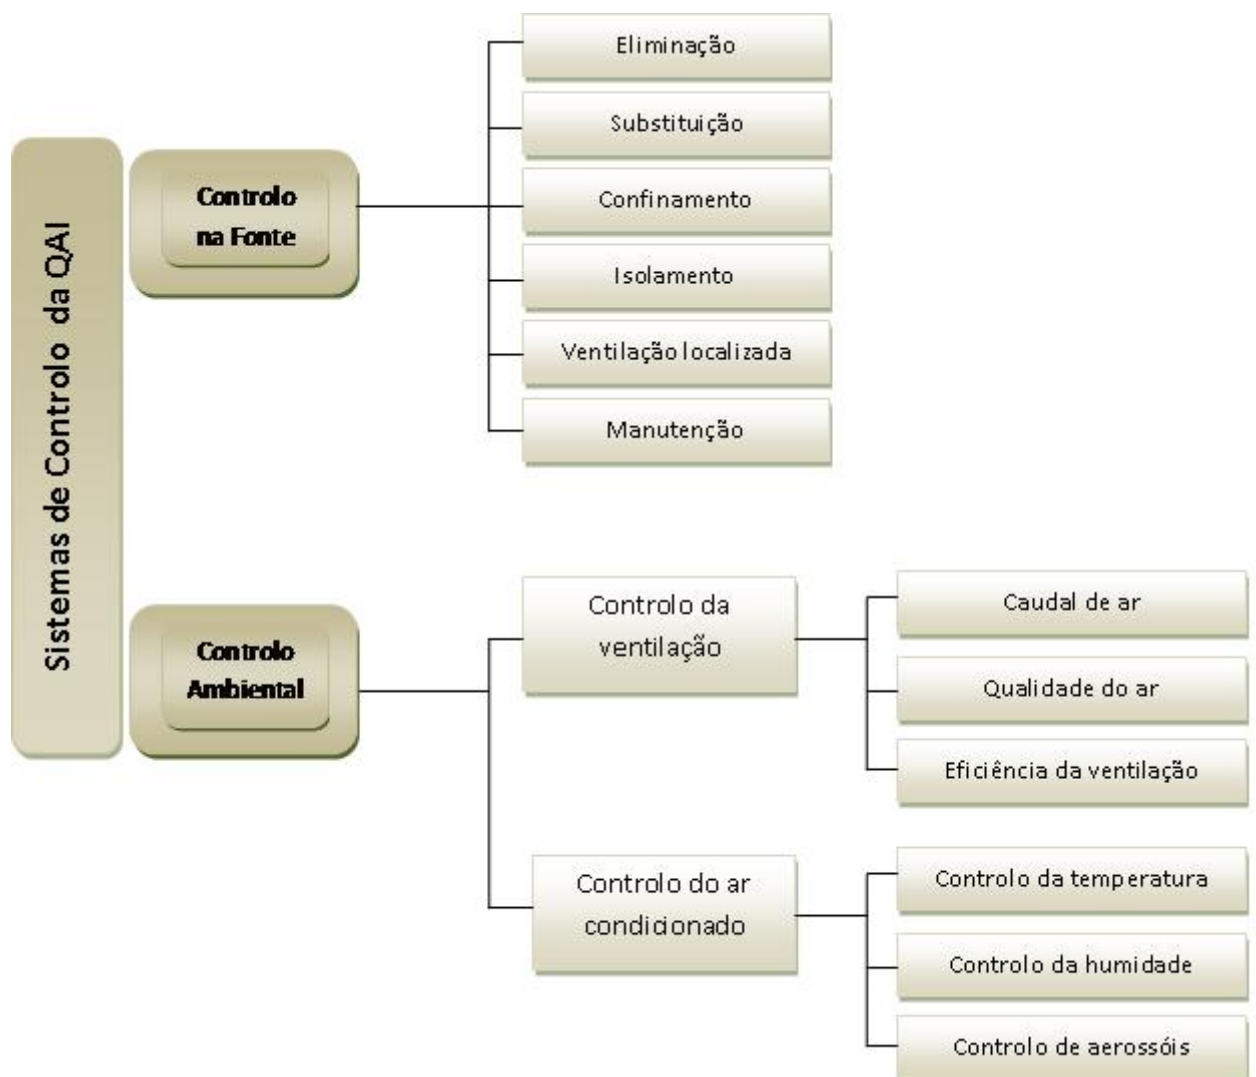 Sistemas de Controlo da QAI
Controlo
na Fonte
Eliminação
Substituição
Confinamento
Isolamento
Ventilação localizada
Manutenção
Controlo
Ambiental
Controlo da
ventilação
Caudal de ar
Qualidade do ar
Eficiência da ventilação
Controlo do ar
condicionado
Controlo da temperatura
Controlo da humidade
Controlo de aerossóis